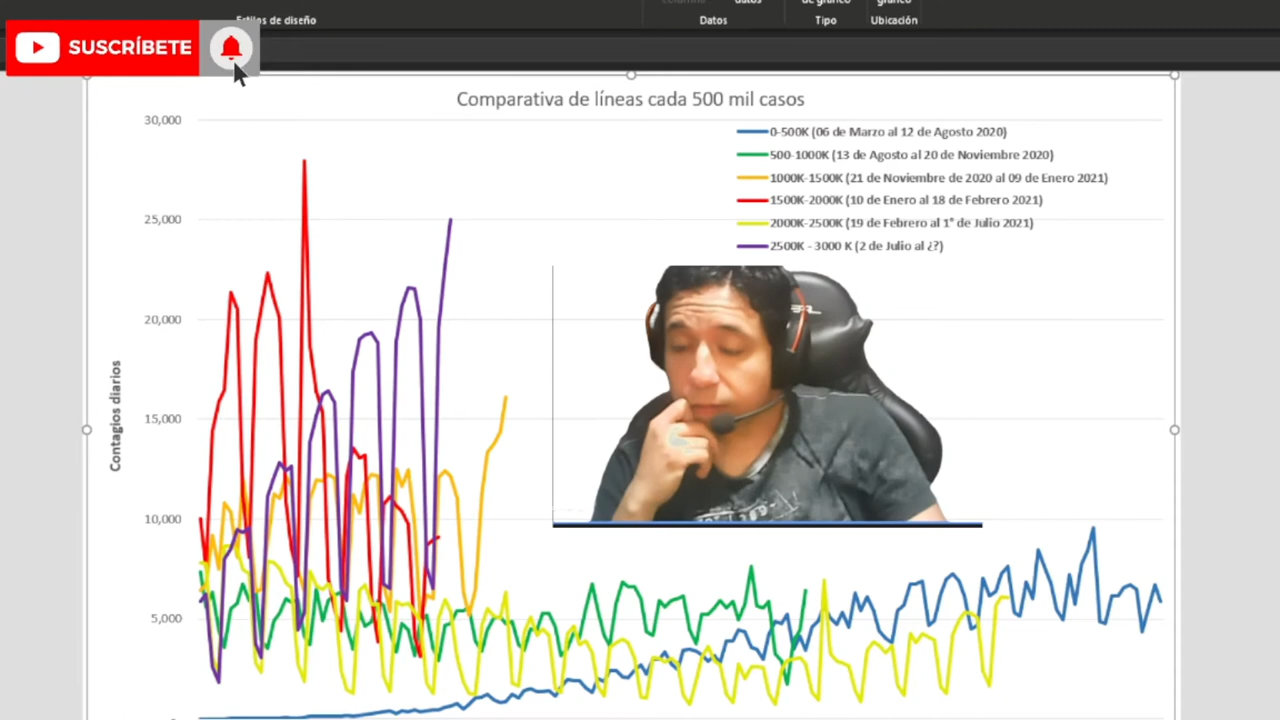 Estilos de diseño
datos
Datos
Tipo
gráfico
Ubicación
SUSCRÍBETE
Comparativa de líneas cada 500 mil casos
30,000
25,000
20,000
15,000
10,000
5,000
Contagios diarios
0-500K (06 de Marzo al 12 de Agosto 2020)
500-1000K (13 de Agosto al 20 de Noviembre 2020)
1000K-1500K (21 de Noviembre de 2020 al 09 de Enero 2021)
1500K-2000K (10 de Enero al 18 de Febrero 2021)
2000K-2500K (19 de Febrero al 1° de Julio 2021)
2500K - 3000 K (2 de Julio al ¿?)